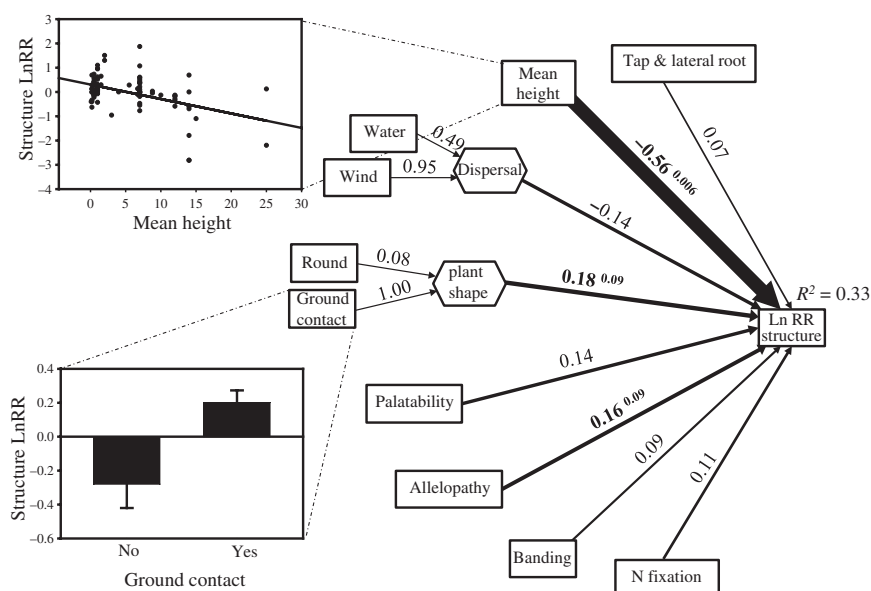 3
2
1
0
−1
−2
−3
−4
Structure LnRR
0 5 10 15 20 25 30
Mean height
Mean
height
Tap & lateral root
Water
Wind
0.49
0.95
Dispersal
−0.56 0.006
0.07
−0.14
Round
Ground
contact
0.08
1.00
plant
shape
0.18 0.09
R² = 0.33
Ln RR
structure
0.14
Palatability
0.16 0.09
Allelopathy
0.09
Banding
0.11
N fixation
0.4
0.2
0.0
−0.2
−0.4
−0.6
Structure LnRR
No Yes
Ground contact